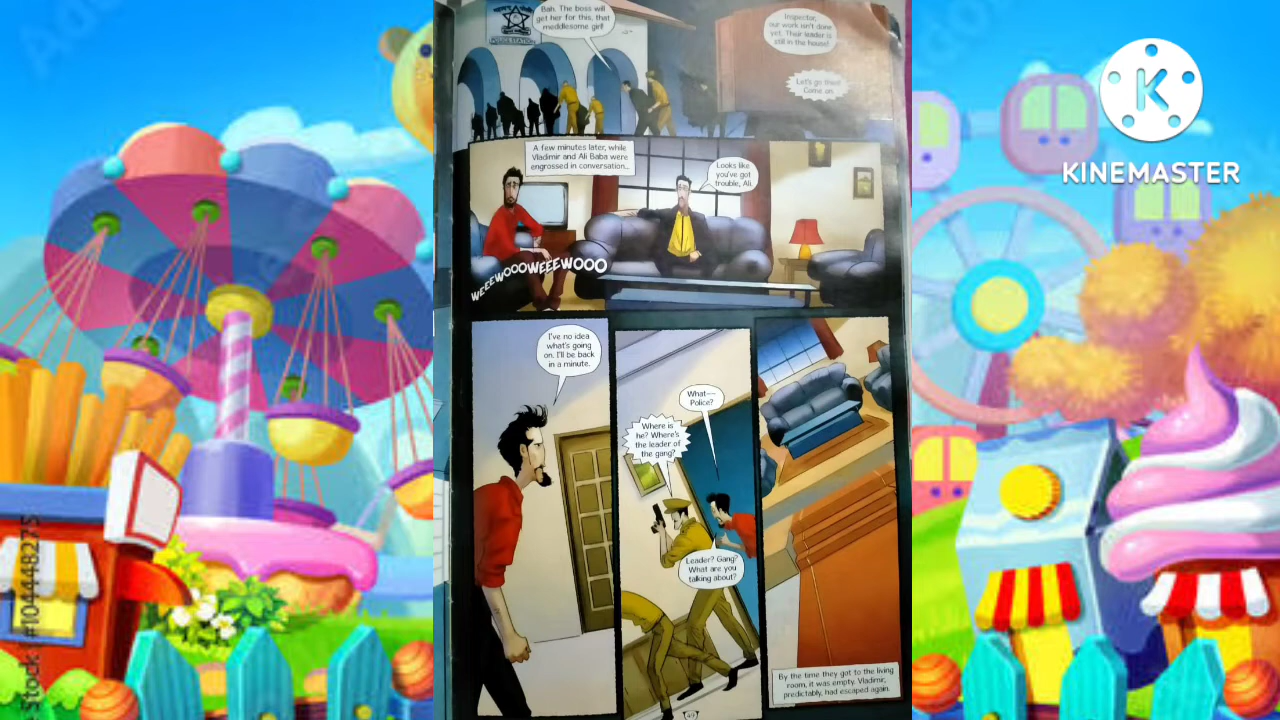 Bah. The boss will
get her for this, that
meddlesome girl!
POLICE STATION
Inspector,
our work isn't done
yet. Their leader is
still in the house!
Let's go then!
Come on.
A few minutes later, while
Vladimir and Ali Baba were
engrossed in conversation...
Looks like
you've got
trouble, Ali.
WEEEWOOOWEEEWOOO
I've no idea
what's going
on. I'll be back
in a minute.
What--
Police?
Where is
he? Where's
the leader of
the gang?
Leader? Gang?
What are you
talking about?
By the time they got to the living
room, it was empty. Vladimir,
predictably, had escaped again.
49
K
KINEMASTER